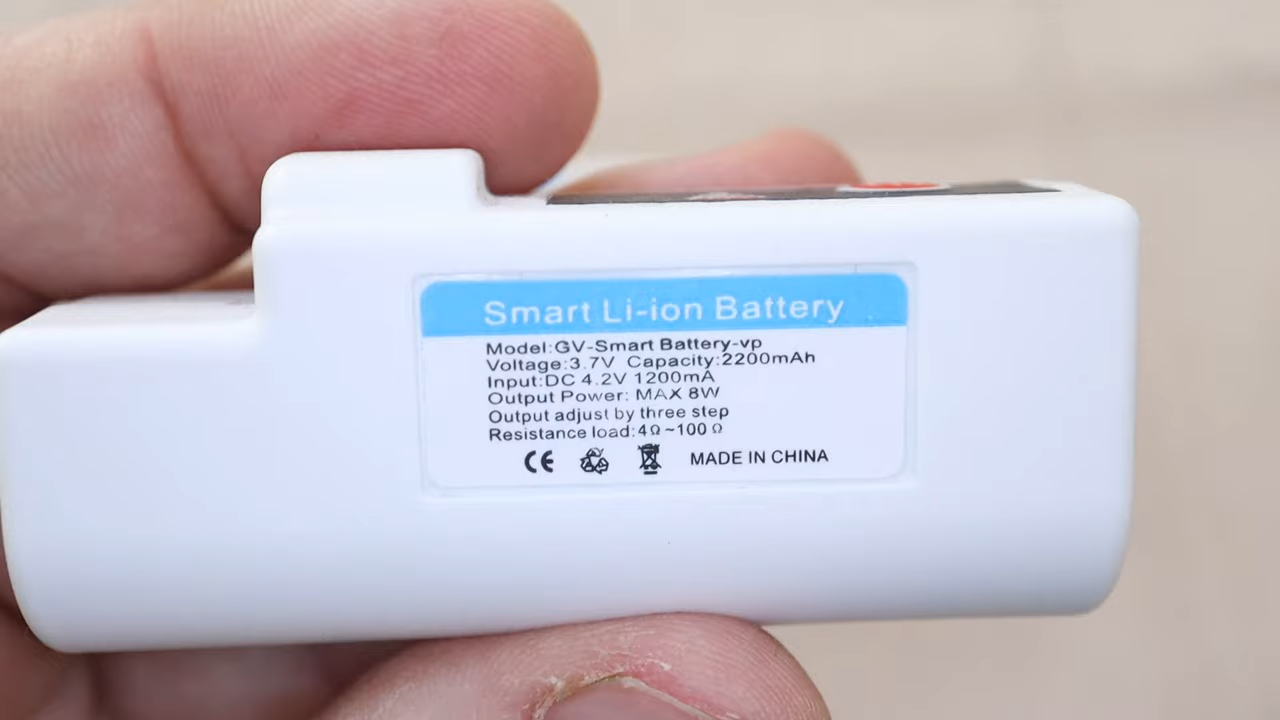 Smart Li-ion Battery
Model:GV-Smart Battery-vp
Voltage:3.7V Capacity:2200mAh
Input:DC 4.2V 1200mA
Output Power: MAX 8W
Output adjust by three step
Resistance load:4Ω~100Ω
CE MADE IN CHINA